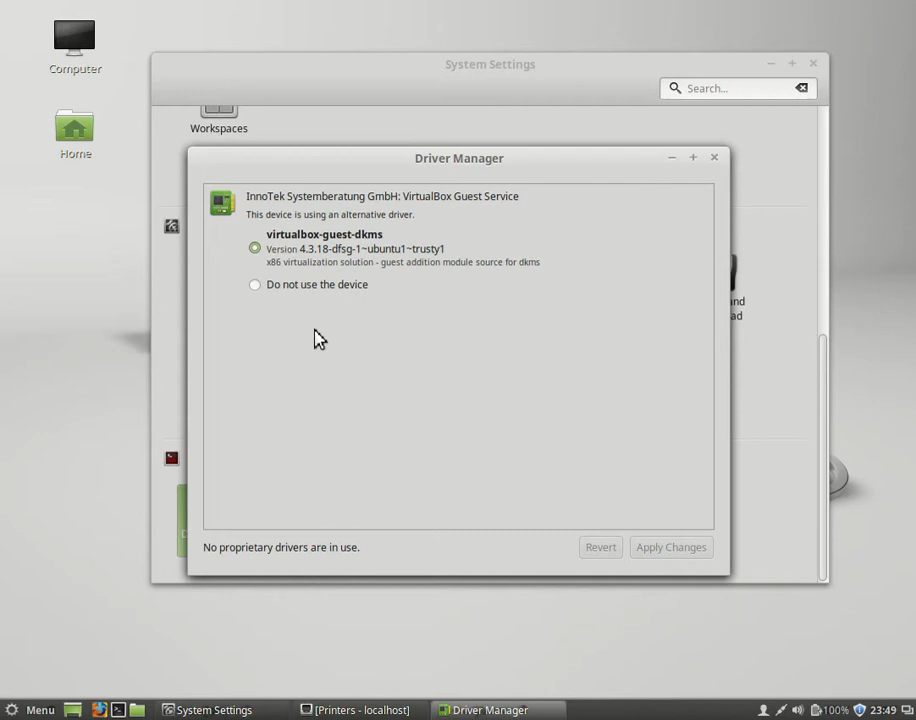 Computer
Home
System Settings
Search...
Workspaces
Driver Manager
InnoTek Systemberatung GmbH: VirtualBox Guest Service
This device is using an alternative driver.
virtualbox-guest-dkms
Version 4.3.18-dfsg-1~ubuntu1~trusty1
x86 virtualization solution - guest addition module source for dkms
Do not use the device
and
ad
D
No proprietary drivers are in use.
Revert
Apply Changes
Menu
System Settings
[Printers - localhost]
Driver Manager
100%
23:49